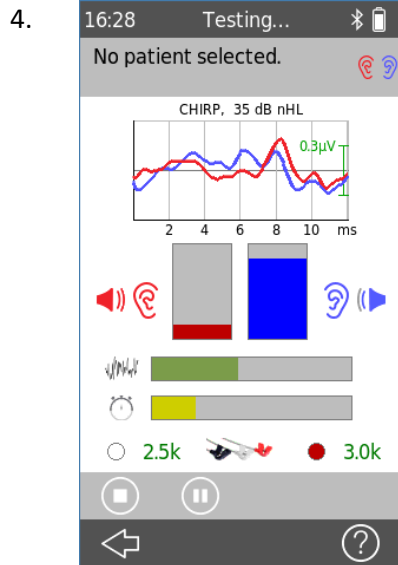 4.
16:28 Testing...
No patient selected.
CHIRP, 35 dB nHL
0.3µV
2 4 6 8 10 ms
2.5k 3.0k
?